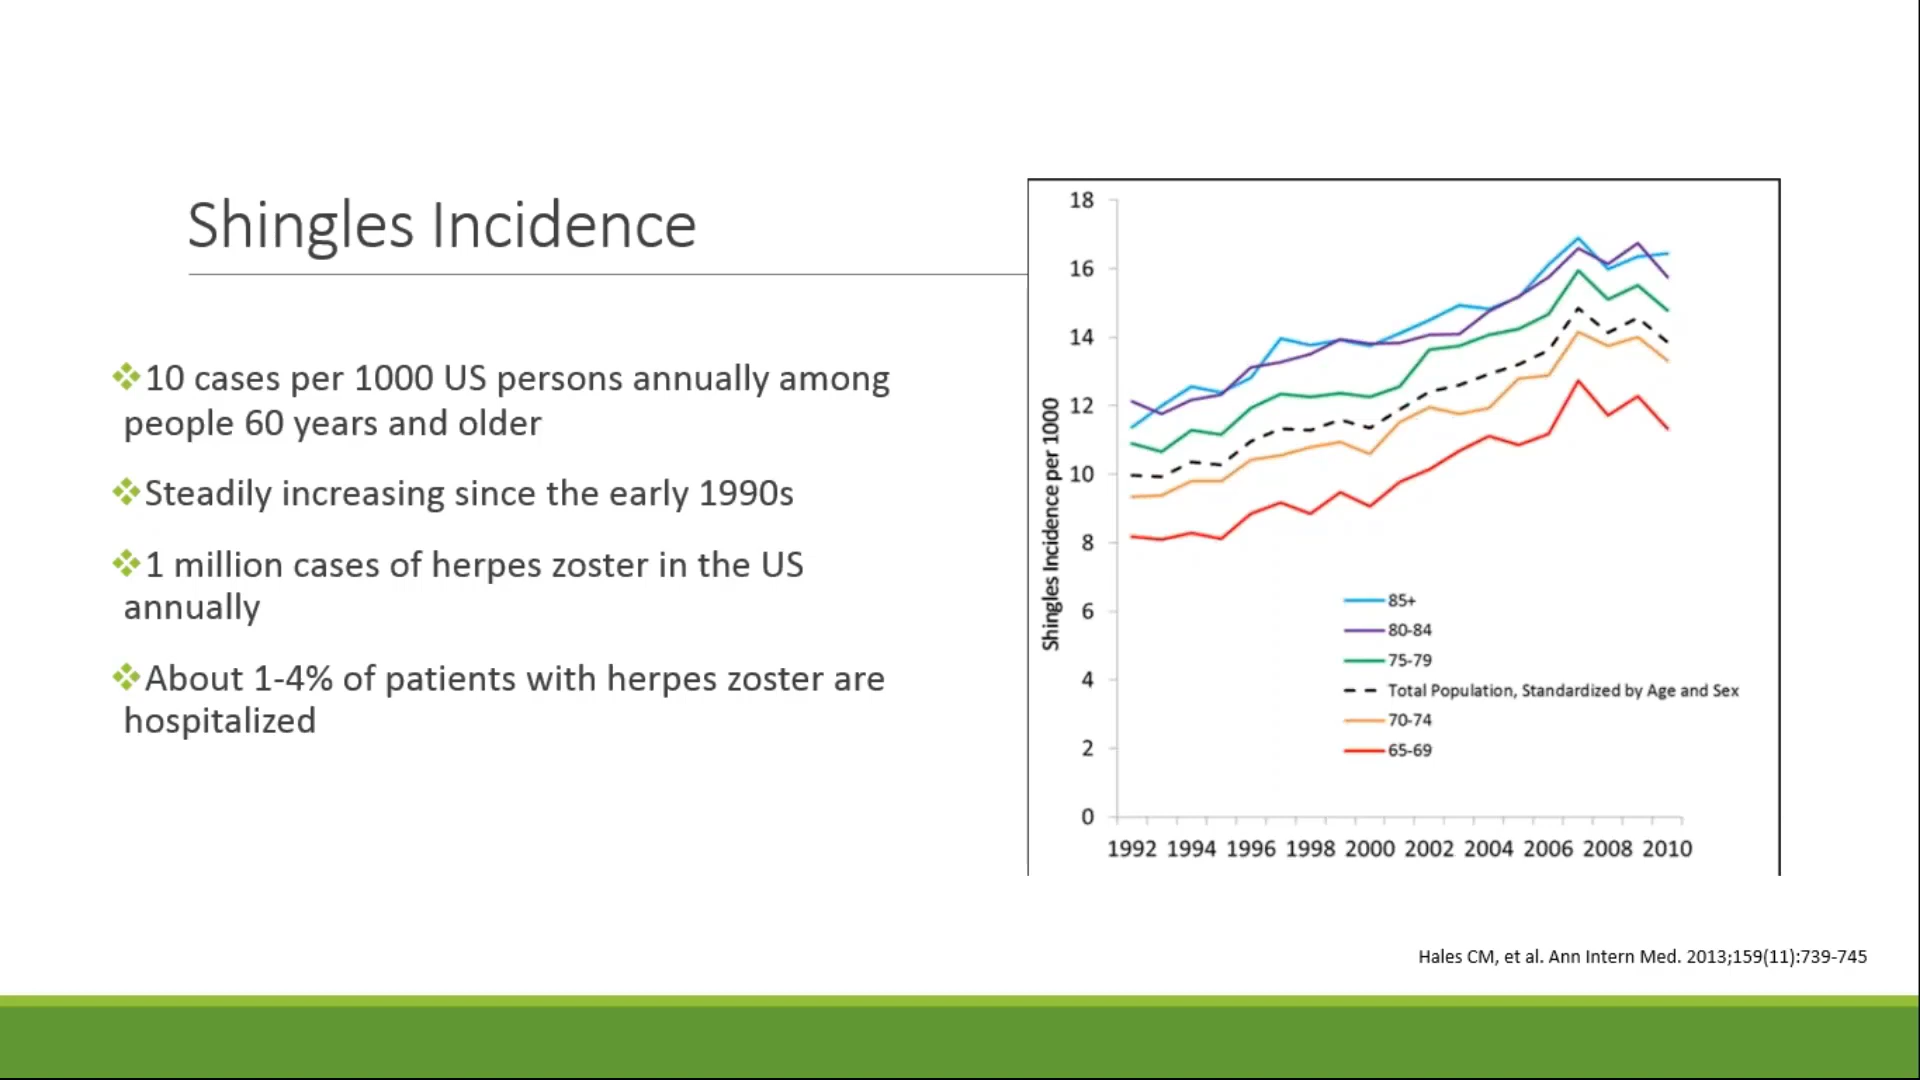 Shingles Incidence
❖10 cases per 1000 US persons annually among
people 60 years and older
❖Steadily increasing since the early 1990s
❖1 million cases of herpes zoster in the US
annually
❖About 1-4% of patients with herpes zoster are
hospitalized
Shingles Incidence per 1000
18
16
14
12
10
8
6
4
2
0
1992 1994 1996 1998 2000 2002 2004 2006 2008 2010
85+
80-84
75-79
Total Population, Standardized by Age and Sex
70-74
65-69
Hales CM, et al. Ann Intern Med. 2013;159(11):739-745